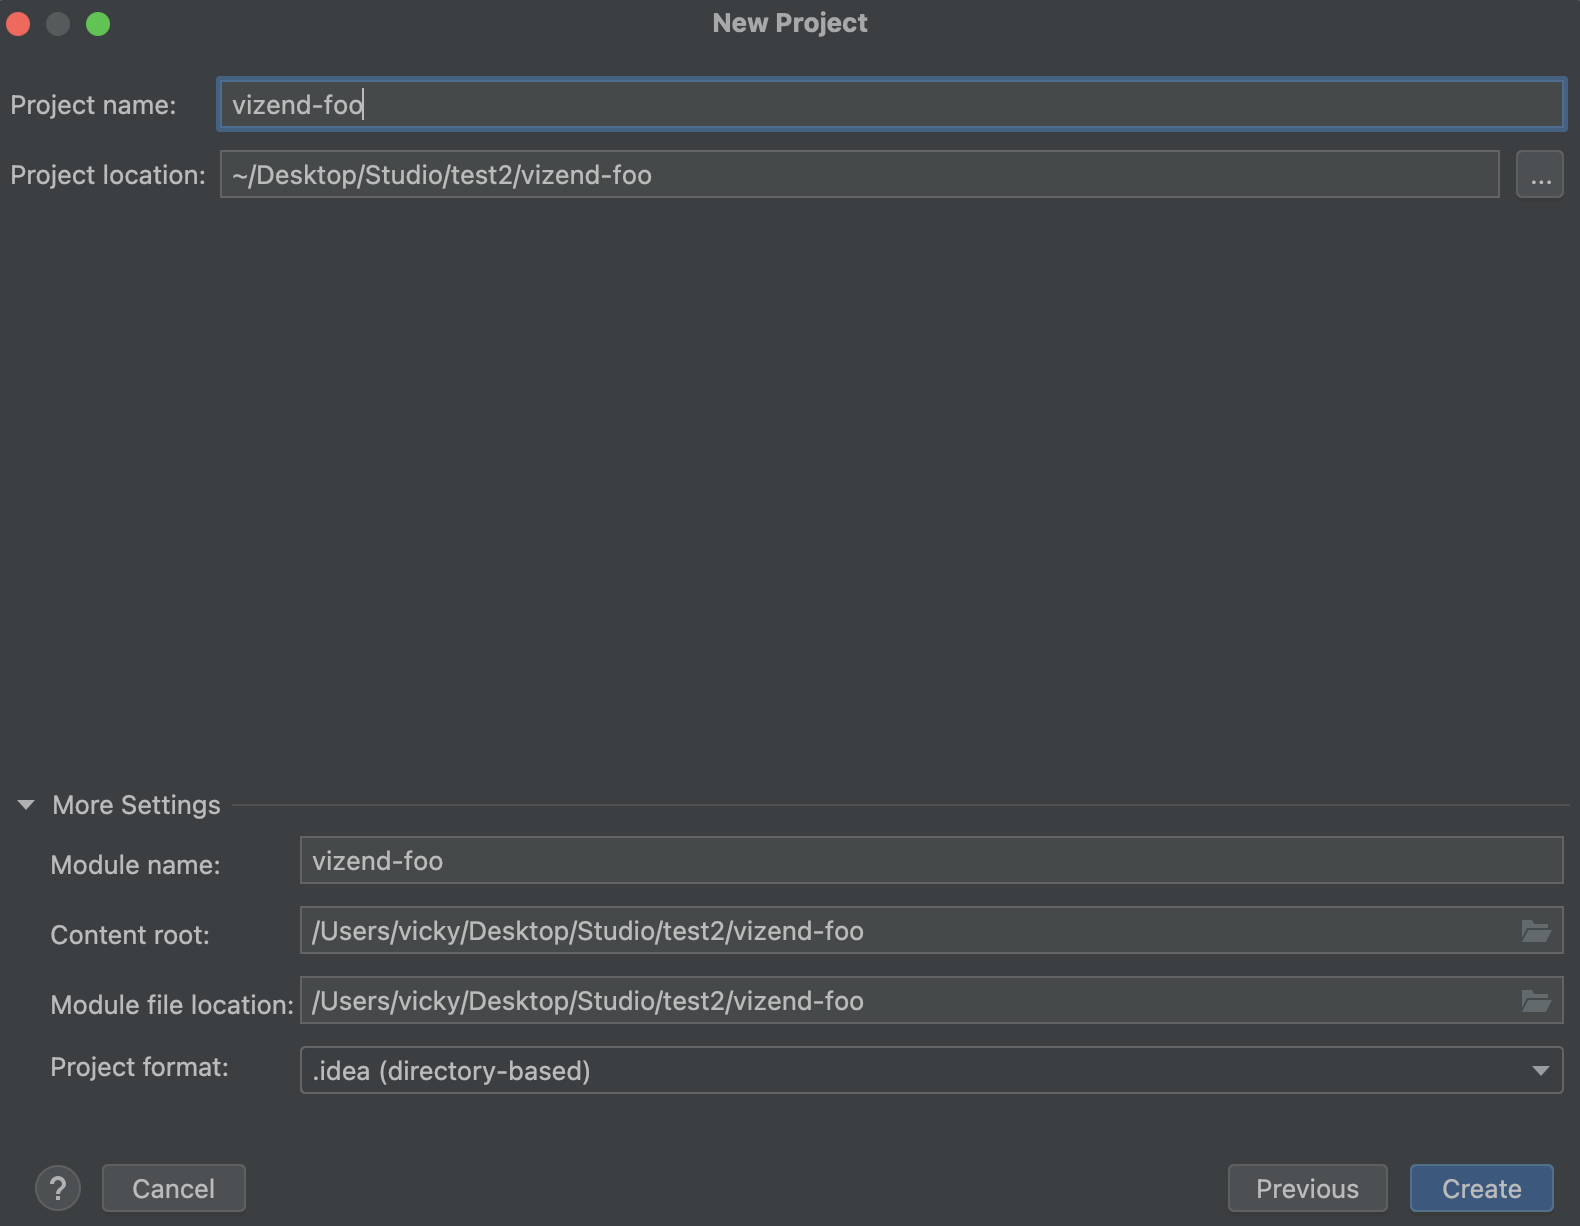 New Project
Project name: vizend-foo
Project location: ~/Desktop/Studio/test2/vizend-foo ...
More Settings
Module name: vizend-foo
Content root: /Users/vicky/Desktop/Studio/test2/vizend-foo
Module file location: /Users/vicky/Desktop/Studio/test2/vizend-foo
Project format: .idea (directory-based)
? Cancel Previous Create